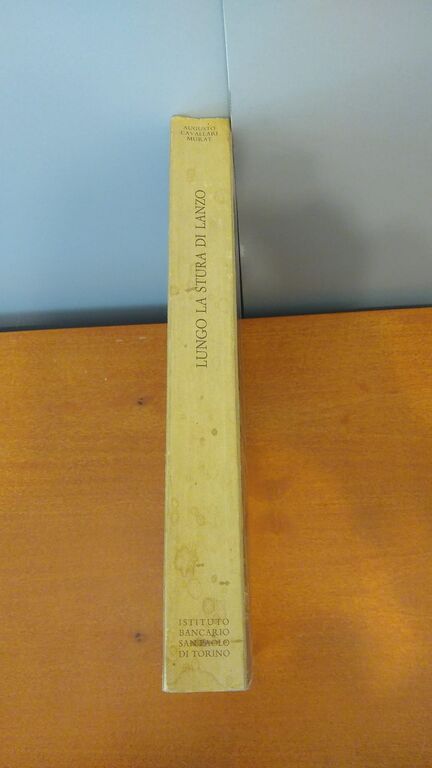 AUGUSTO
CAVALLARI
MURAT
LUNGO LA STURA DI LANZO
ISTITUTO
BANCARIO
SAN PAOLO
DI TORINO